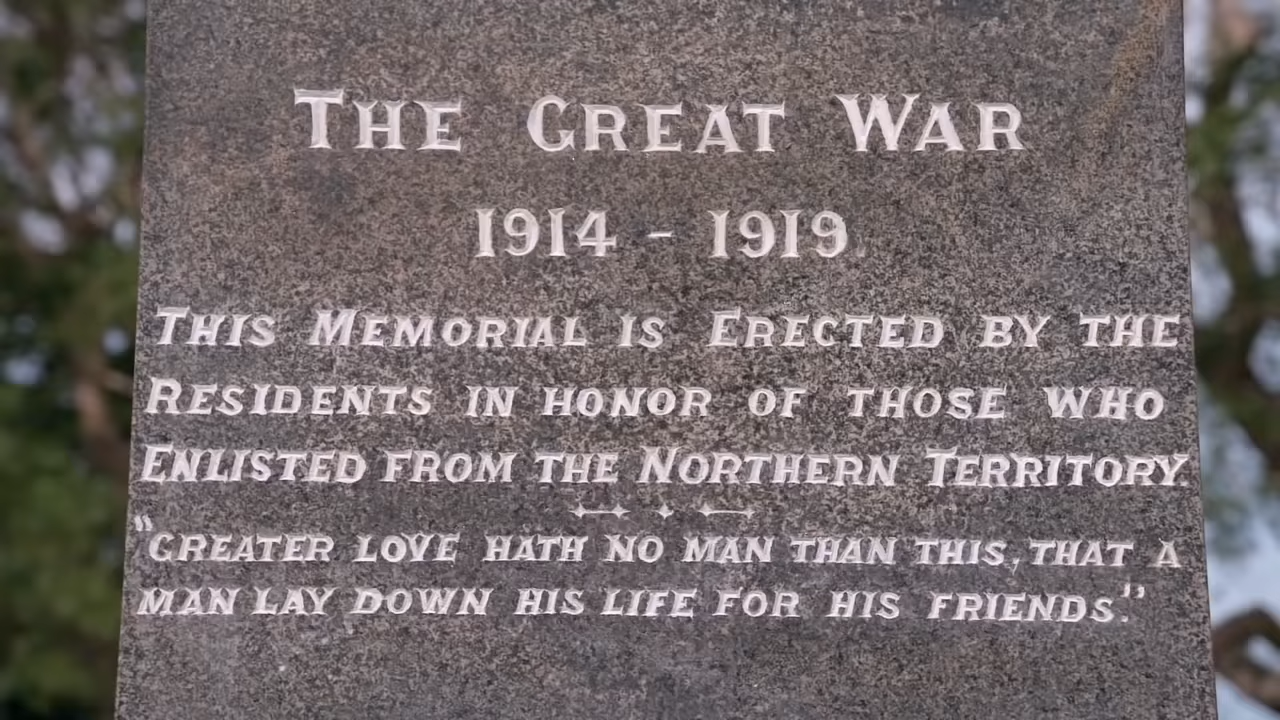 THE GREAT WAR
1914 - 1919
THIS MEMORIAL IS ERECTED BY THE
RESIDENTS IN HONOR OF THOSE WHO
ENLISTED FROM THE NORTHERN TERRITORY.
"GREATER LOVE HATH NO MAN THAN THIS, THAT A
MAN LAY DOWN HIS LIFE FOR HIS FRIENDS."